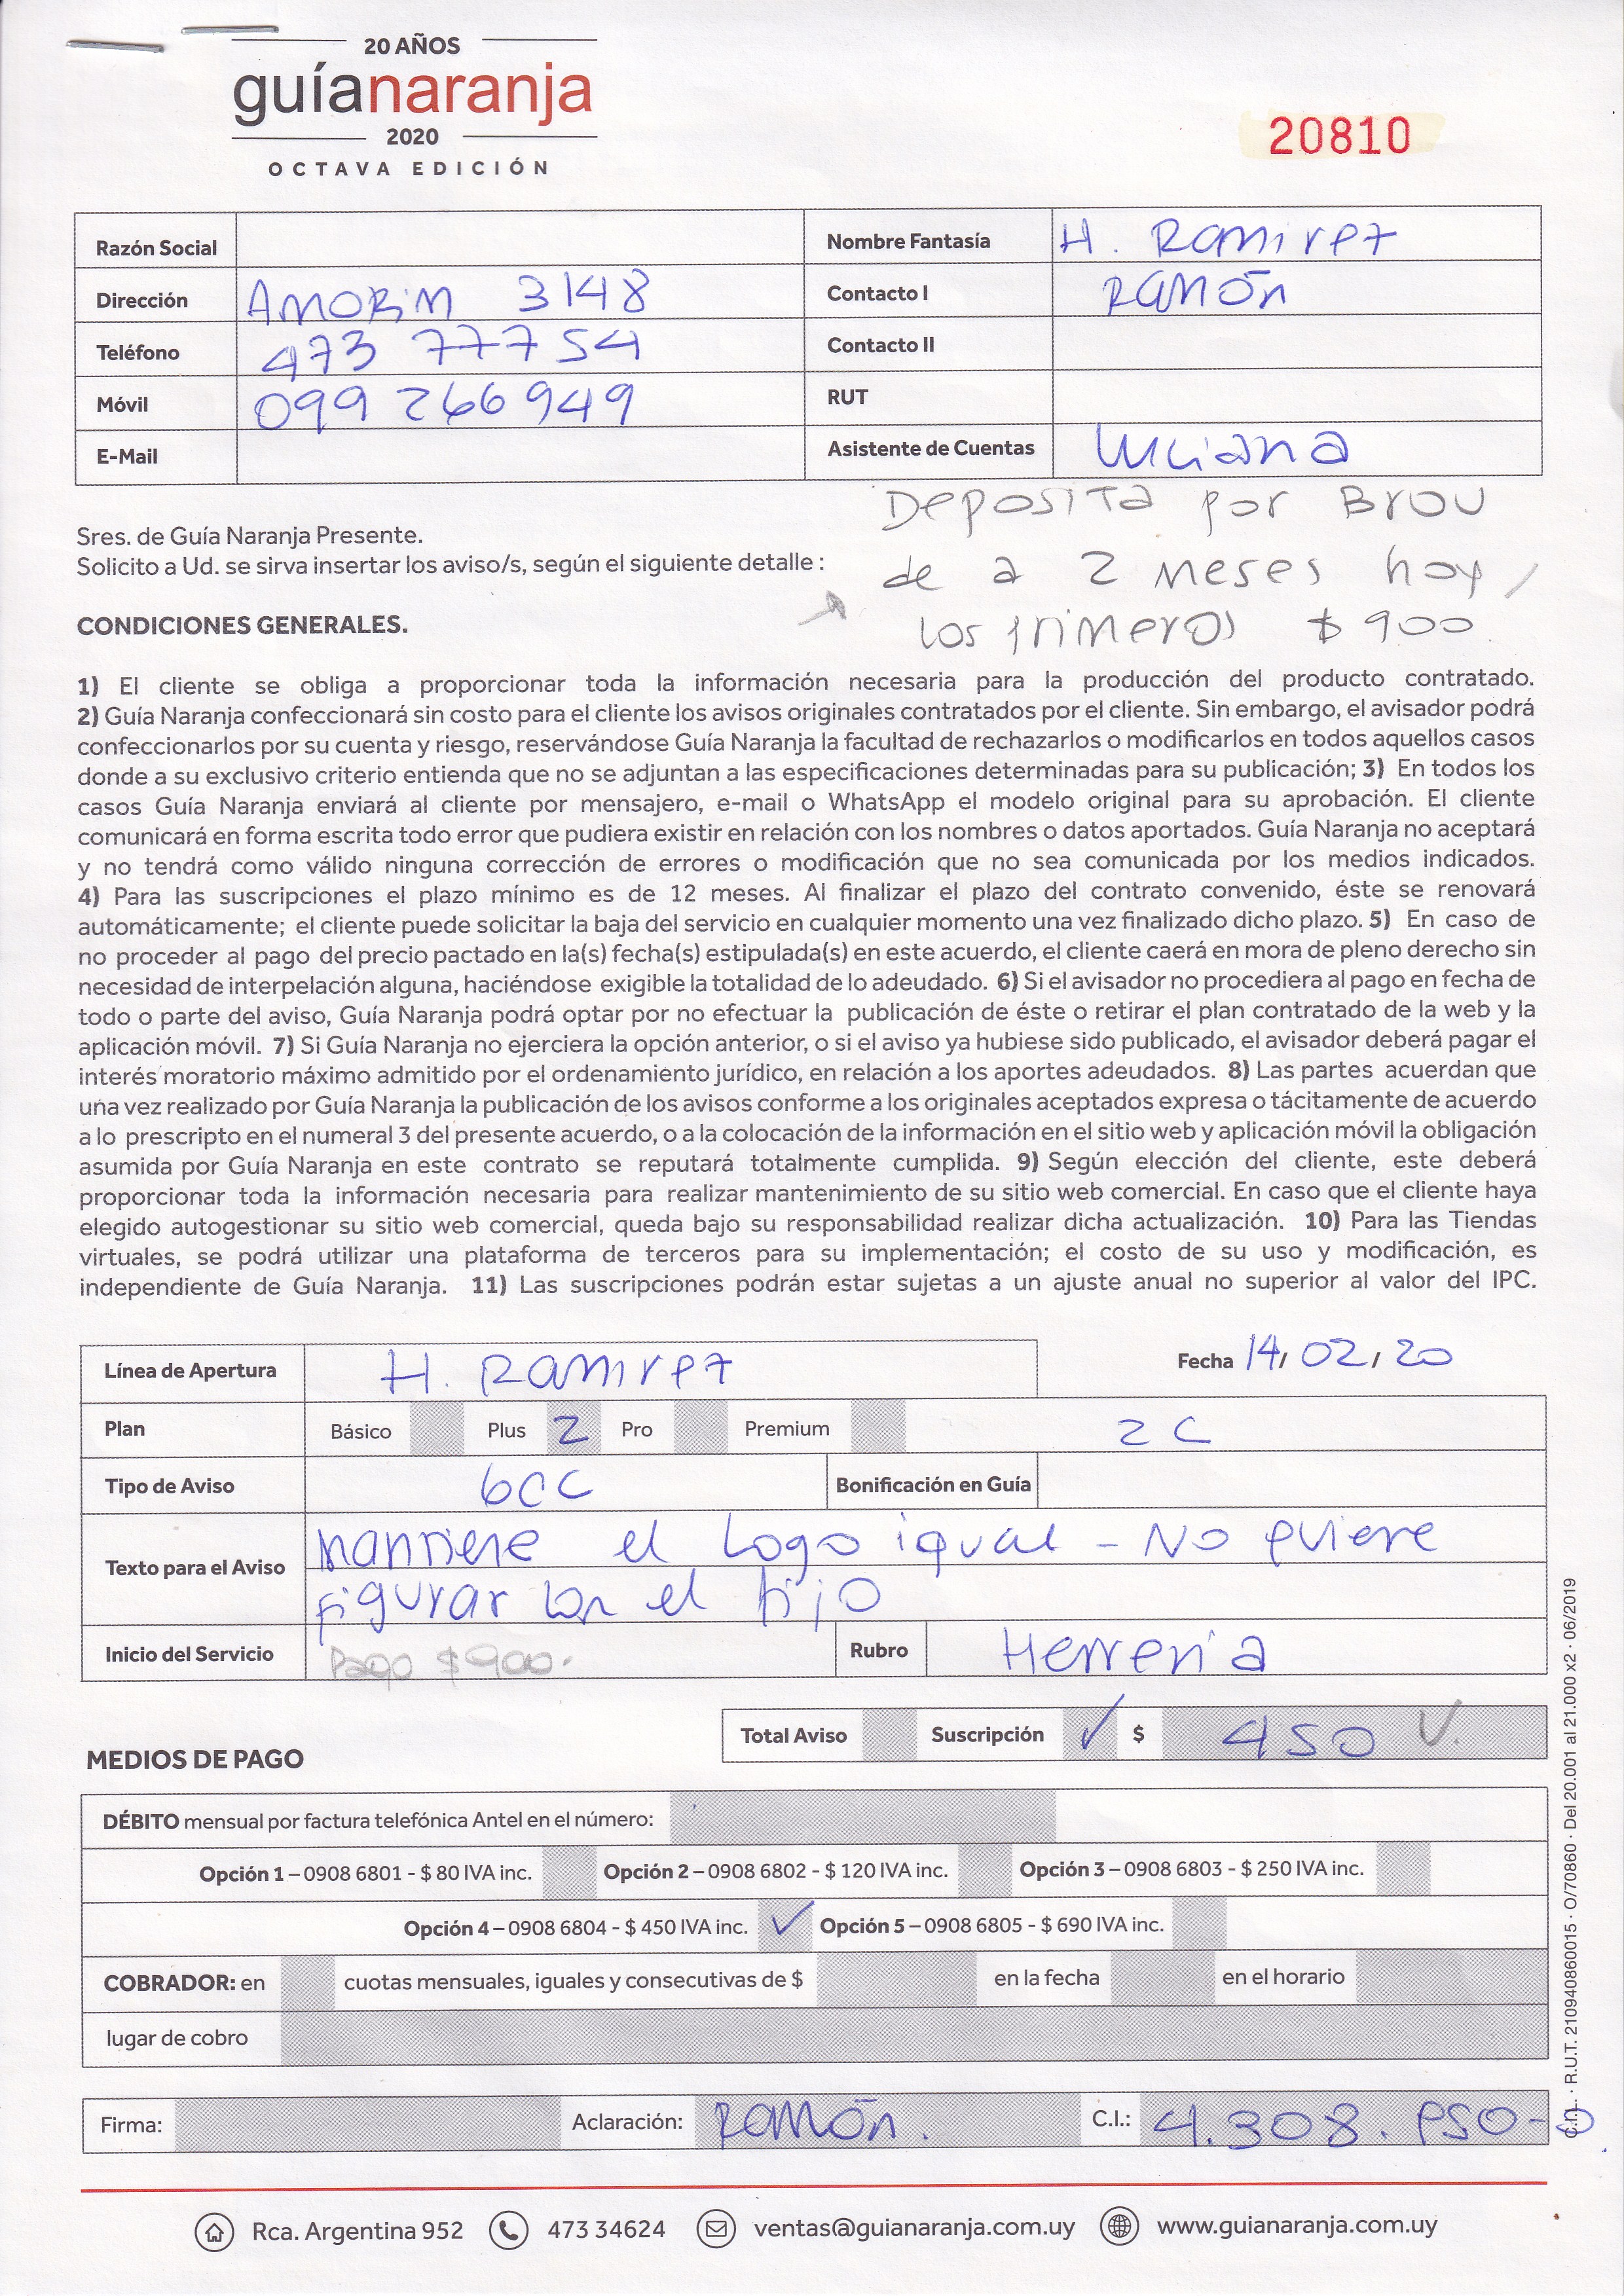 20 AÑOS
guíanaranja
2020
OCTAVA EDICIÓN
20810
Razón Social
Nombre Fantasía H. Ramirez
Dirección AMORIM 3148
Contacto I RAMÓN
Teléfono 473 77754
Contacto II
Móvil 099 266 949
RUT
E-Mail
Asistente de Cuentas Luciana
Deposita por Brou
de a 2 meses hoy,
los primeros $ 900
Sres. de Guía Naranja Presente.
Solicito a Ud. se sirva insertar los aviso/s, según el siguiente detalle :
CONDICIONES GENERALES.
1) El cliente se obliga a proporcionar toda la información necesaria para la producción del producto contratado.
2) Guía Naranja confeccionará sin costo para el cliente los avisos originales contratados por el cliente. Sin embargo, el avisador podrá
confeccionarlos por su cuenta y riesgo, reservándose Guía Naranja la facultad de rechazarlos o modificarlos en todos aquellos casos
donde a su exclusivo criterio entienda que no se adjuntan a las especificaciones determinadas para su publicación; 3) En todos los
casos Guía Naranja enviará al cliente por mensajero, e-mail o WhatsApp el modelo original para su aprobación. El cliente
comunicará en forma escrita todo error que pudiera existir en relación con los nombres o datos aportados. Guía Naranja no aceptará
y no tendrá como válido ninguna corrección de errores o modificación que no sea comunicada por los medios indicados.
4) Para las suscripciones el plazo mínimo es de 12 meses. Al finalizar el plazo del contrato convenido, éste se renovará
automáticamente; el cliente puede solicitar la baja del servicio en cualquier momento una vez finalizado dicho plazo. 5) En caso de
no proceder al pago del precio pactado en la(s) fecha(s) estipulada(s) en este acuerdo, el cliente caerá en mora de pleno derecho sin
necesidad de interpelación alguna, haciéndose exigible la totalidad de lo adeudado. 6) Si el avisador no procediera al pago en fecha de
todo o parte del aviso, Guía Naranja podrá optar por no efectuar la publicación de éste o retirar el plan contratado de la web y la
aplicación móvil. 7) Si Guía Naranja no ejerciera la opción anterior, o si el aviso ya hubiese sido publicado, el avisador deberá pagar el
interés moratorio máximo admitido por el ordenamiento jurídico, en relación a los aportes adeudados. 8) Las partes acuerdan que
una vez realizado por Guía Naranja la publicación de los avisos conforme a los originales aceptados expresa o tácitamente de acuerdo
a lo prescripto en el numeral 3 del presente acuerdo, o a la colocación de la información en el sitio web y aplicación móvil la obligación
asumida por Guía Naranja en este contrato se reputará totalmente cumplida. 9) Según elección del cliente, este deberá
proporcionar toda la información necesaria para realizar mantenimiento de su sitio web comercial. En caso que el cliente haya
elegido autogestionar su sitio web comercial, queda bajo su responsabilidad realizar dicha actualización. 10) Para las Tiendas
virtuales, se podrá utilizar una plataforma de terceros para su implementación; el costo de su uso y modificación, es
independiente de Guía Naranja. 11) Las suscripciones podrán estar sujetas a un ajuste anual no superior al valor del IPC.
Línea de Apertura H. Ramirez
Fecha 14/ 02 / 20
Plan Básico Plus 2 Pro Premium 2 C
Tipo de Aviso 6CC Bonificación en Guía
Texto para el Aviso Mantiene el Logo igual - No quiere
figurar con el fijo
Inicio del Servicio Pago $ 900. Rubro Herreria
Total Aviso Suscripción ✓ $ 450 ✓.
MEDIOS DE PAGO
DÉBITO mensual por factura telefónica Antel en el número:
Opción 1 – 0908 6801 - $ 80 IVA inc. Opción 2 – 0908 6802 - $ 120 IVA inc. Opción 3 – 0908 6803 - $ 250 IVA inc.
Opción 4 – 0908 6804 - $ 450 IVA inc. ✓ Opción 5 – 0908 6805 - $ 690 IVA inc.
COBRADOR: en cuotas mensuales, iguales y consecutivas de $ en la fecha en el horario
lugar de cobro
Firma: Aclaración: RAMÓN. C.I.: 4.308.
Rca. Argentina 952 473 34624 ventas@guianaranja.com.uy www.guianaranja.com.uy
R.U.T. 210940860015 · O/70860 · Del 20.001 al 21.000 x2 · 06/2019